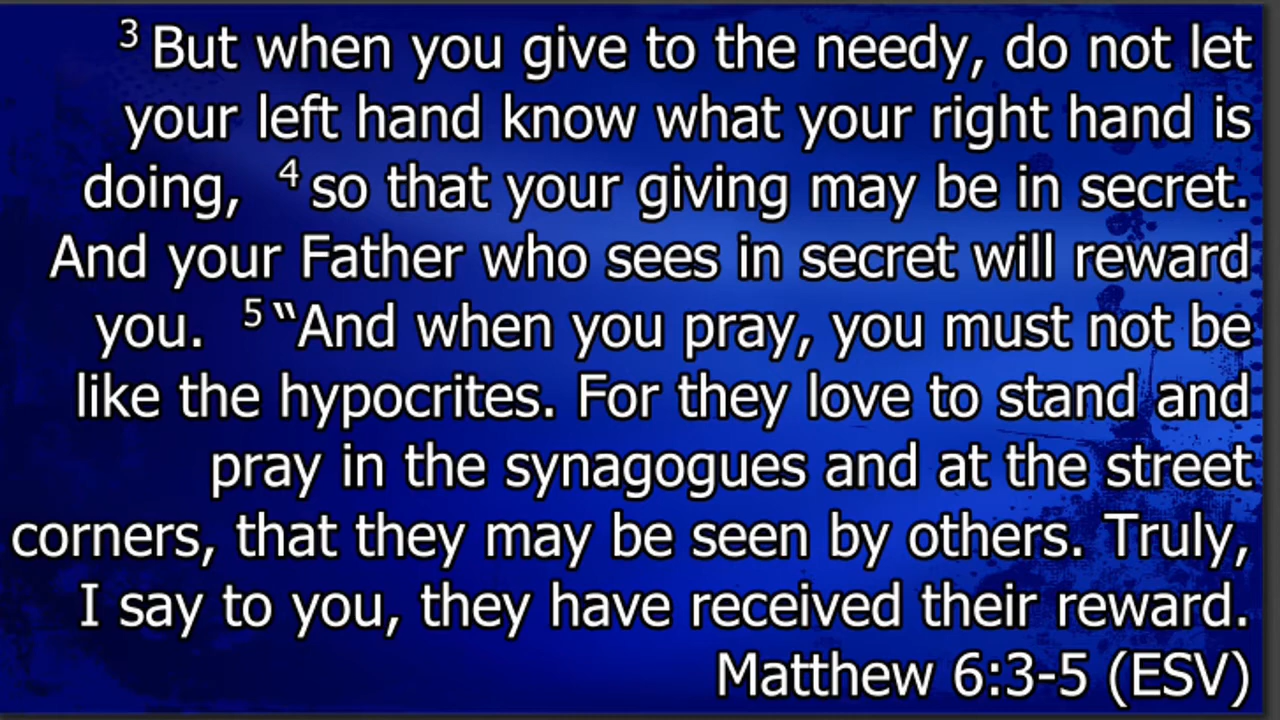 3 But when you give to the needy, do not let
your left hand know what your right hand is
doing, 4 so that your giving may be in secret.
And your Father who sees in secret will reward
you. 5 “And when you pray, you must not be
like the hypocrites. For they love to stand and
pray in the synagogues and at the street
corners, that they may be seen by others. Truly,
I say to you, they have received their reward.
Matthew 6:3-5 (ESV)